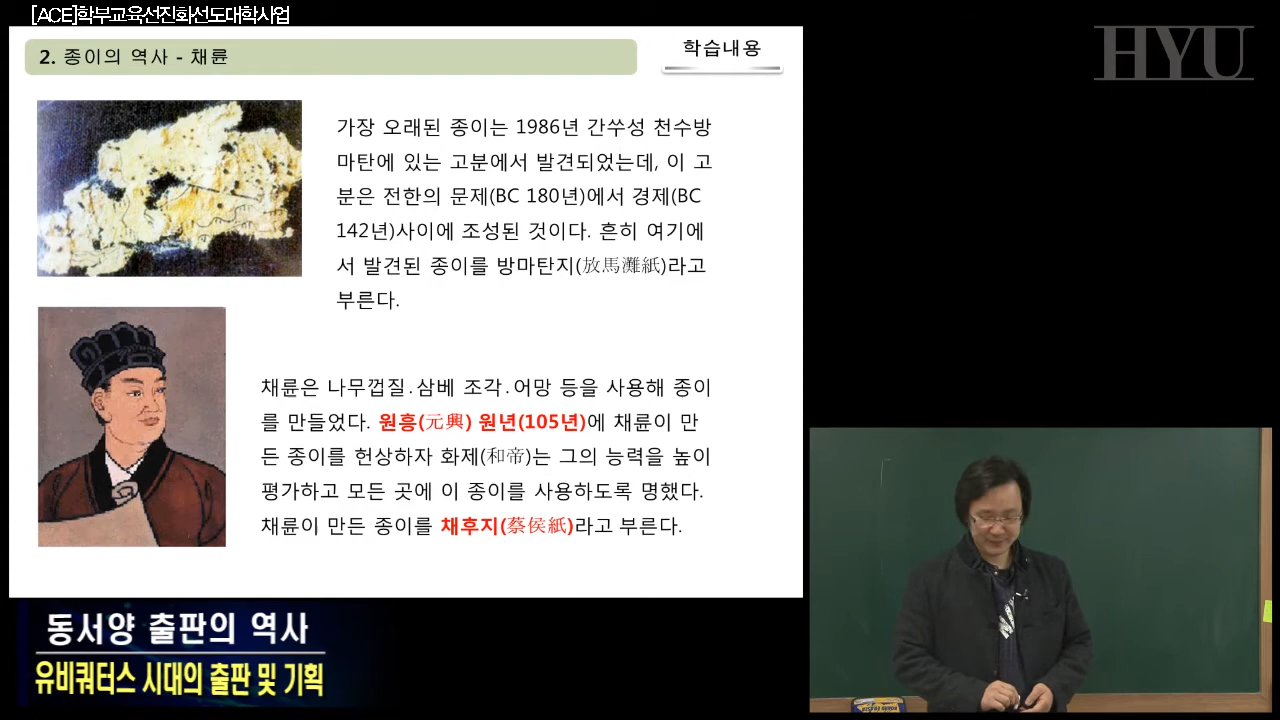 [ACE]학부교육선진화선도대학사업
2. 종이의 역사 - 채륜
학습내용
HYU
가장 오래된 종이는 1986년 간쑤성 천수방
마탄에 있는 고분에서 발견되었는데, 이 고
분은 전한의 문제(BC 180년)에서 경제(BC
142년)사이에 조성된 것이다. 흔히 여기에
서 발견된 종이를 방마탄지(放馬灘紙)라고
부른다.
채륜은 나무껍질.삼베 조각.어망 등을 사용해 종이
를 만들었다. 원흥(元興) 원년(105년)에 채륜이 만
든 종이를 헌상하자 화제(和帝)는 그의 능력을 높이
평가하고 모든 곳에 이 종이를 사용하도록 명했다.
채륜이 만든 종이를 채후지(蔡侯紙)라고 부른다.
동서양 출판의 역사
유비쿼터스 시대의 출판 및 기획